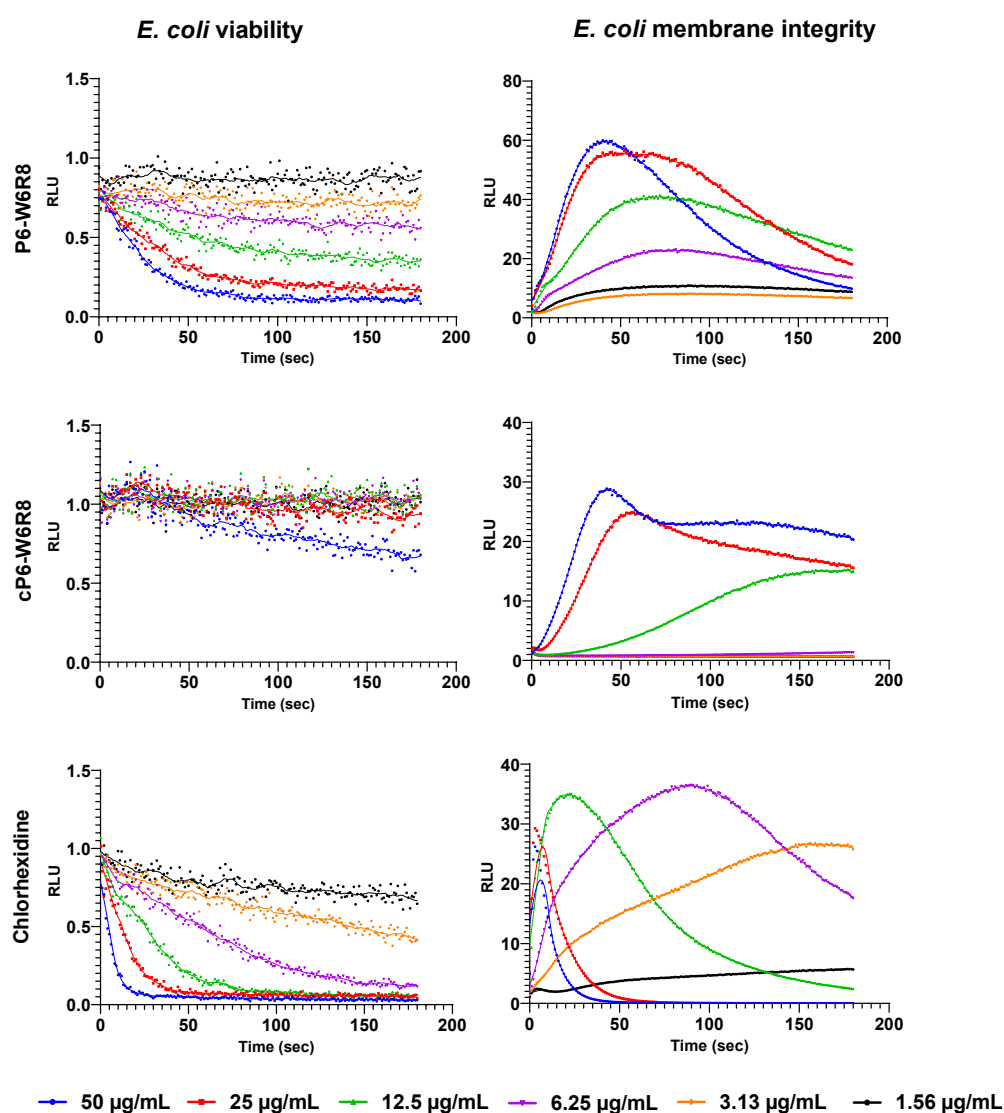 E. coli viability
E. coli membrane integrity
P6-W6R8
RLU
1.5
1.0
0.5
0.0
0 50 100 150 200
Time (sec)
RLU
80
60
40
20
0
0 50 100 150 200
Time (sec)
cP6-W6R8
RLU
1.5
1.0
0.5
0.0
0 50 100 150 200
Time (sec)
RLU
40
30
20
10
0
0 50 100 150 200
Time (sec)
Chlorhexidine
RLU
1.5
1.0
0.5
0.0
0 50 100 150 200
Time (sec)
RLU
40
30
20
10
0
0 50 100 150 200
Time (sec)
50 µg/mL 25 µg/mL 12.5 µg/mL 6.25 µg/mL 3.13 µg/mL 1.56 µg/mL